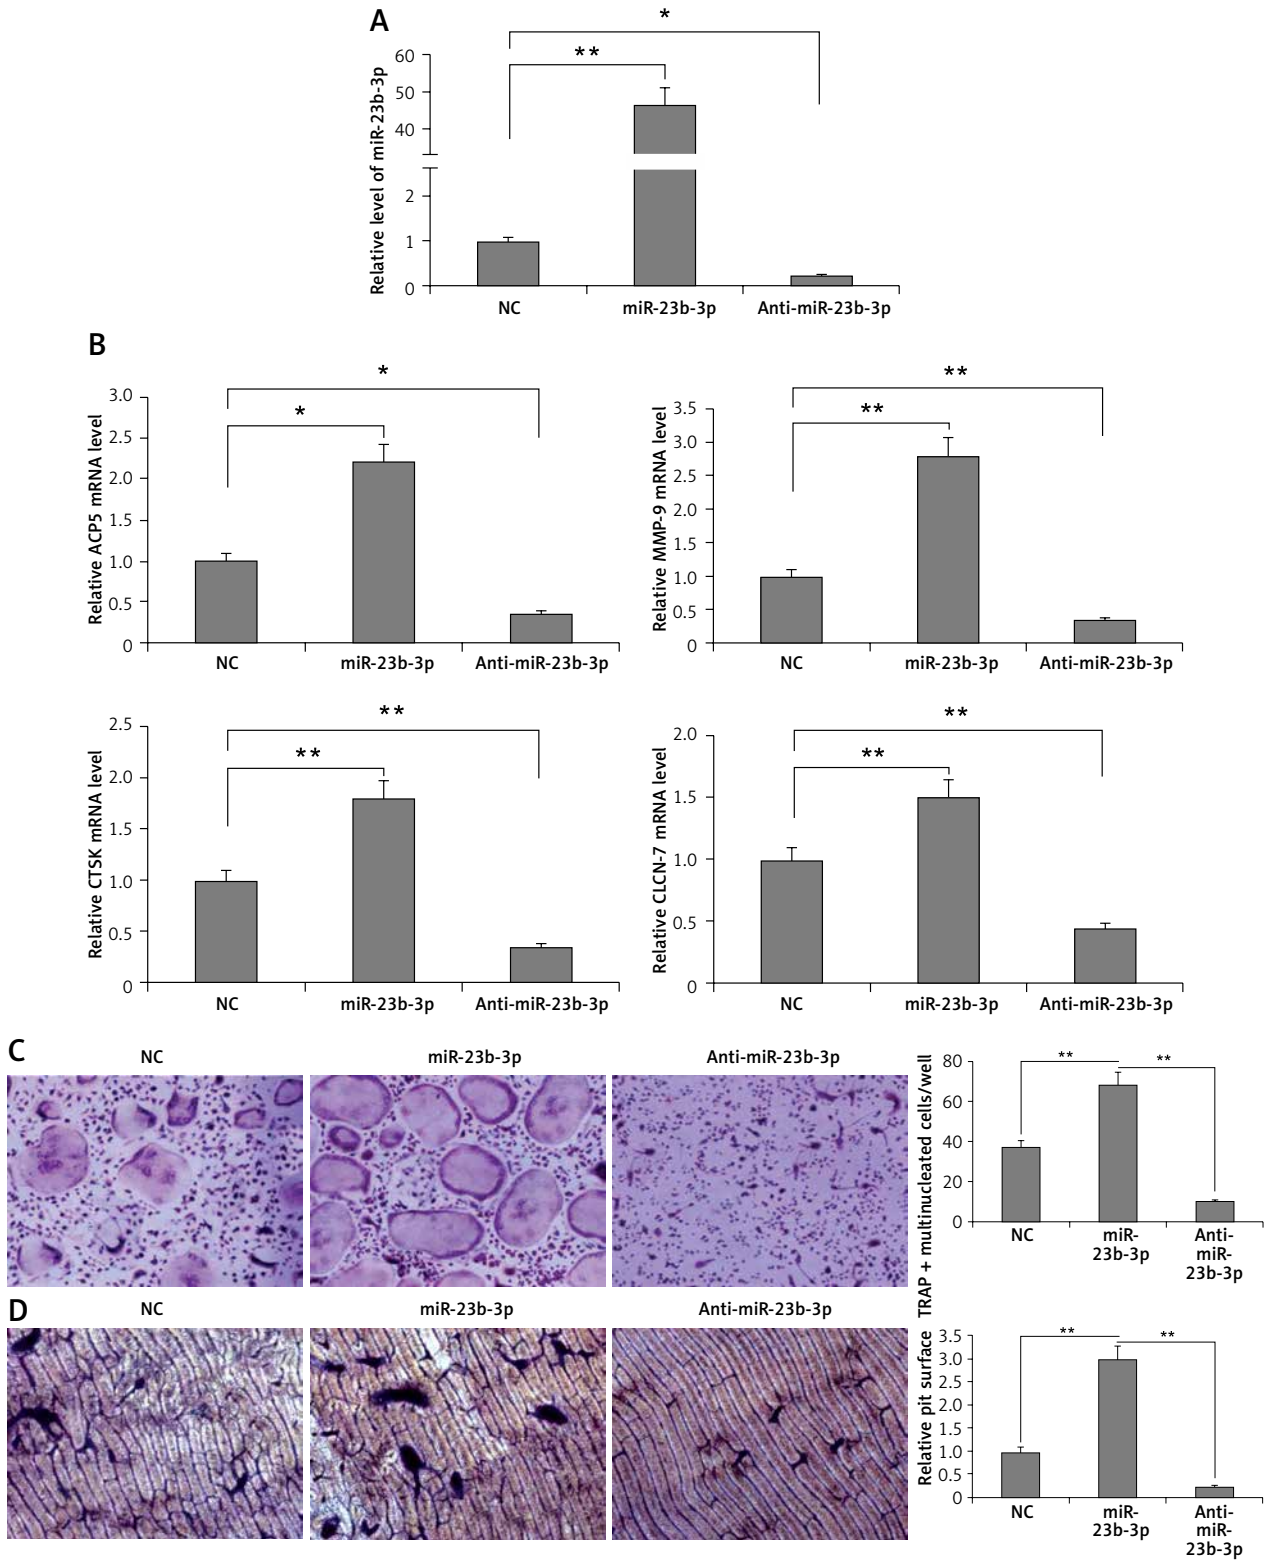 A
*
**
60
50
40
2
1
0
Relative level of miR-23b-3p
NC
miR-23b-3p
Anti-miR-23b-3p
B
*
*
3.0
2.5
2.0
1.5
1.0
0.5
0
Relative ACP5 mRNA level
NC
miR-23b-3p
Anti-miR-23b-3p
**
**
3.5
3.0
2.5
2.0
1.5
1.0
0.5
0
Relative MMP-9 mRNA level
NC
miR-23b-3p
Anti-miR-23b-3p
**
**
2.5
2.0
1.5
1.0
0.5
0
Relative CTSK mRNA level
NC
miR-23b-3p
Anti-miR-23b-3p
**
**
2.0
1.5
1.0
0.5
0
Relative CLCN-7 mRNA level
NC
miR-23b-3p
Anti-miR-23b-3p
C
NC
miR-23b-3p
Anti-miR-23b-3p
**
**
80
60
40
20
0
TRAP + multinucleated cells/well
NC
miR-
23b-3p
Anti-
miR-
23b-3p
D
NC
miR-23b-3p
Anti-miR-23b-3p
**
**
3.5
3.0
2.5
2.0
1.5
1.0
0.5
0
Relative pit surface
NC
miR-
23b-3p
Anti-
miR-
23b-3p